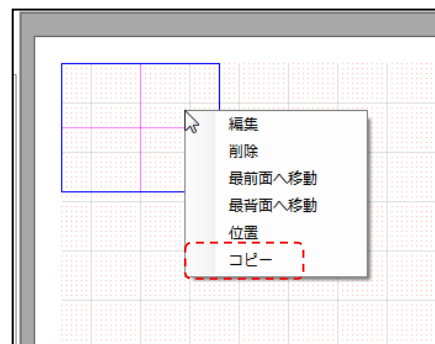 編集
削除
最前面へ移動
最背面へ移動
位置
コピー